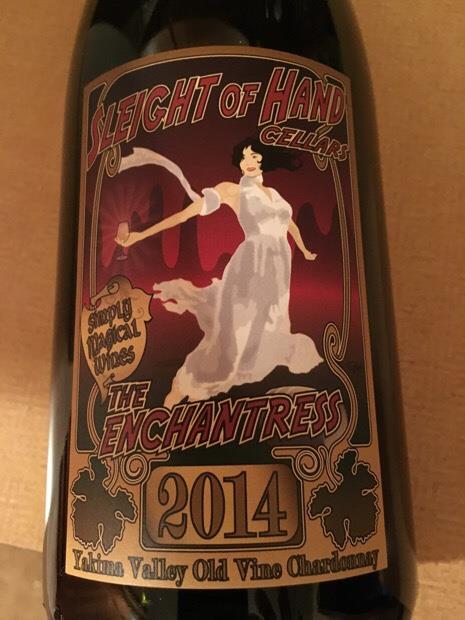 SLEIGHT OF HAND
CELLARS
Simply
Magical
Wines
THE
ENCHANTRESS
2014
Yakima Valley Old Vine Chardonnay